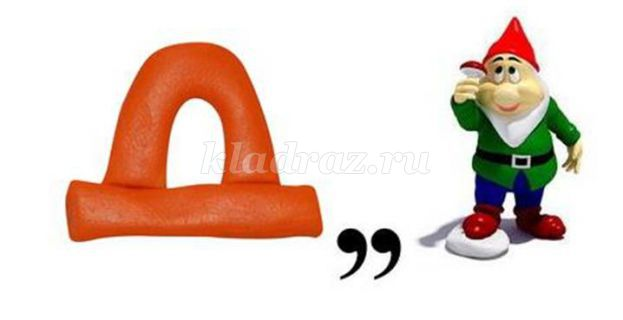 Д
kladraz.ru
,,